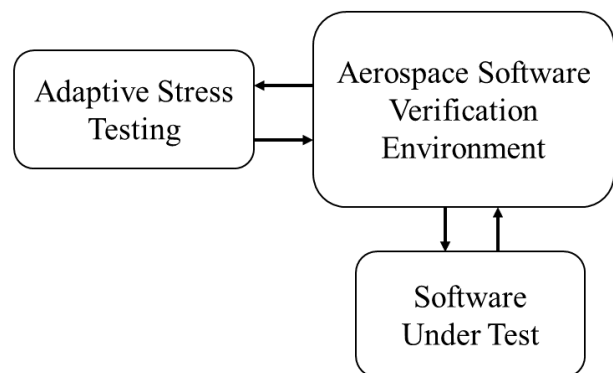 Adaptive Stress
Testing
Aerospace Software
Verification
Environment
Software
Under Test